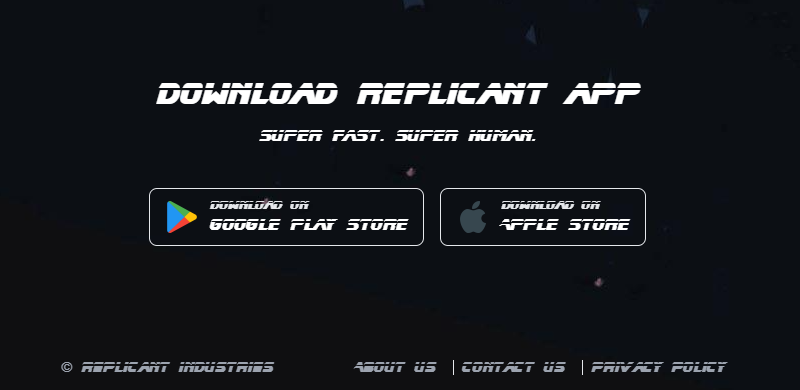 DOWNLOAD REPLICANT APP
SUPER FAST. SUPER HUMAN.
DOWNLOAD ON
GOOGLE PLAY STORE
DOWNLOAD ON
APPLE STORE
© REPLICANT INDUSTRIES
ABOUT US | CONTACT US | PRIVACY POLICY